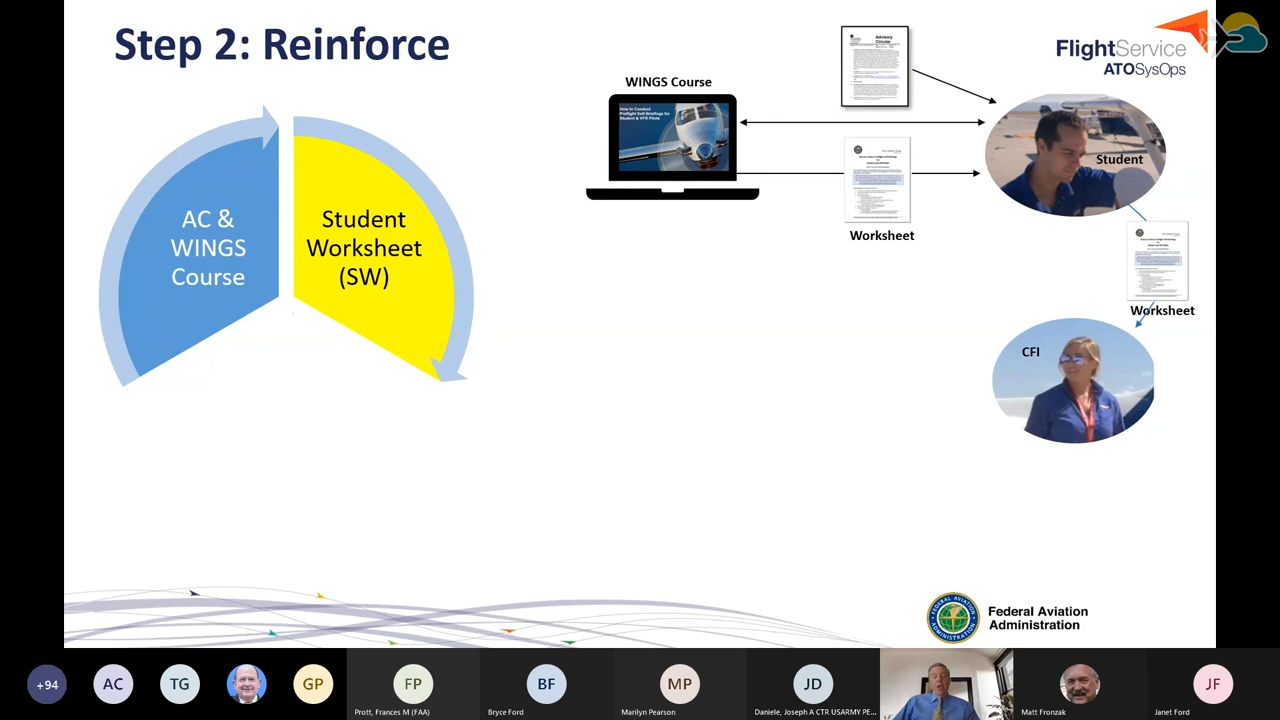 Step 2: Reinforce
FlightService
ATOSysOps
WINGS Course
Advisory
Circular
How to Conduct
Preflight Self-Briefings for
Student & VFR Pilots
Student
AC &
WINGS
Course
Student
Worksheet
(SW)
Worksheet
Worksheet
CFI
Federal Aviation
Administration
+94
AC
TG
GP
FP
BF
MP
JD
JF
Prott, Frances M (FAA)
Bryce Ford
Marilyn Pearson
Daniele, Joseph A CTR USARMY PE...
Matt Fronzak
Janet Ford